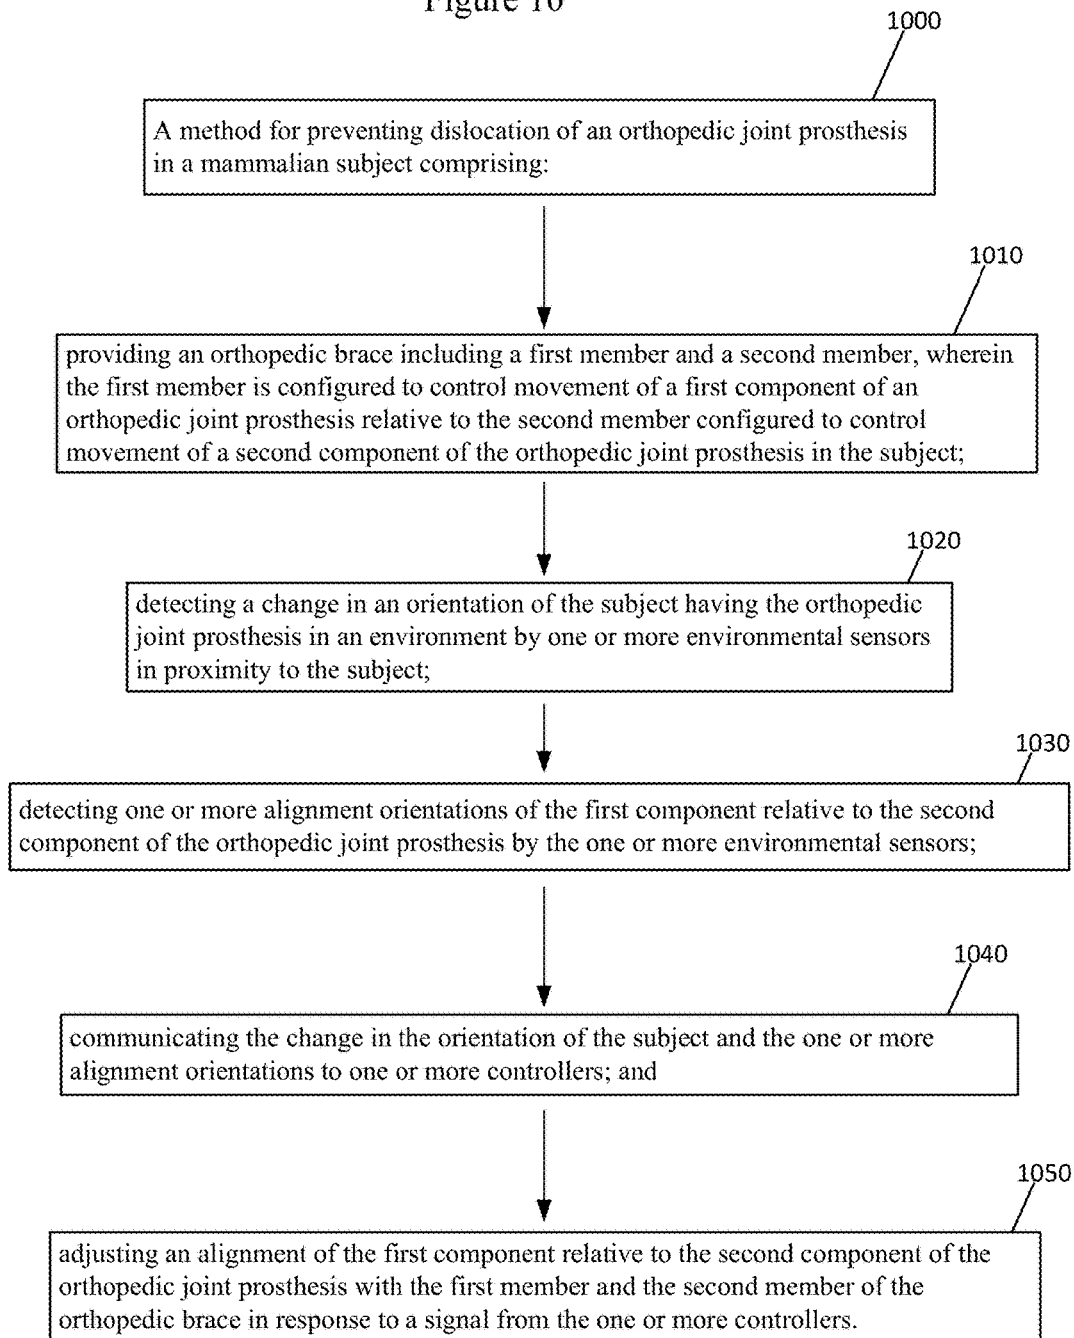 Figure 10
1000
A method for preventing dislocation of an orthopedic joint prosthesis
in a mammalian subject comprising:
1010
providing an orthopedic brace including a first member and a second member, wherein
the first member is configured to control movement of a first component of an
orthopedic joint prosthesis relative to the second member configured to control
movement of a second component of the orthopedic joint prosthesis in the subject;
1020
detecting a change in an orientation of the subject having the orthopedic
joint prosthesis in an environment by one or more environmental sensors
in proximity to the subject;
1030
detecting one or more alignment orientations of the first component relative to the second
component of the orthopedic joint prosthesis by the one or more environmental sensors;
1040
communicating the change in the orientation of the subject and the one or more
alignment orientations to one or more controllers; and
1050
adjusting an alignment of the first component relative to the second component of the
orthopedic joint prosthesis with the first member and the second member of the
orthopedic brace in response to a signal from the one or more controllers.